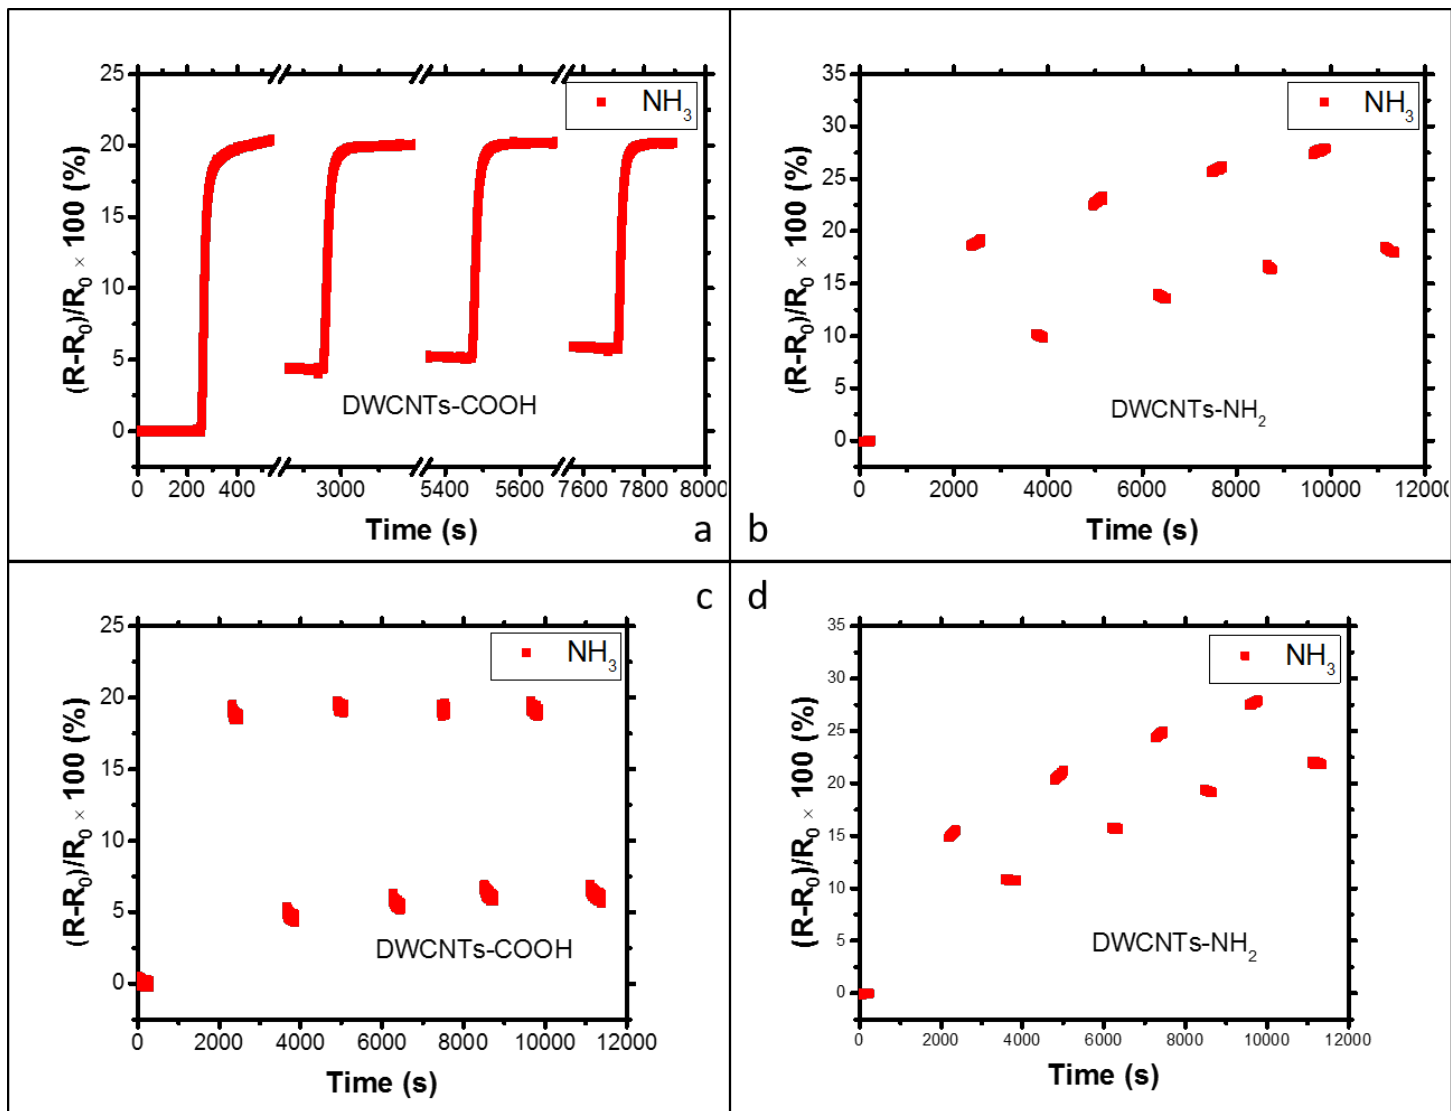 25
20
15
10
5
0
(R-R₀)/R₀ × 100 (%)
NH₃
DWCNTs-COOH
0 200 400 3000 5400 5600 7600 7800 8000
Time (s)
a
35
30
25
20
15
10
5
0
(R-R₀)/R₀ × 100 (%)
NH₃
DWCNTs-NH₂
0 2000 4000 6000 8000 10000 12000
Time (s)
b
c
25
20
15
10
5
0
(R-R₀)/R₀ × 100 (%)
NH₃
DWCNTs-COOH
0 2000 4000 6000 8000 10000 12000
Time (s)
d
35
30
25
20
15
10
5
0
(R-R₀)/R₀ × 100 (%)
NH₃
DWCNTs-NH₂
0 2000 4000 6000 8000 10000 12000
Time (s)